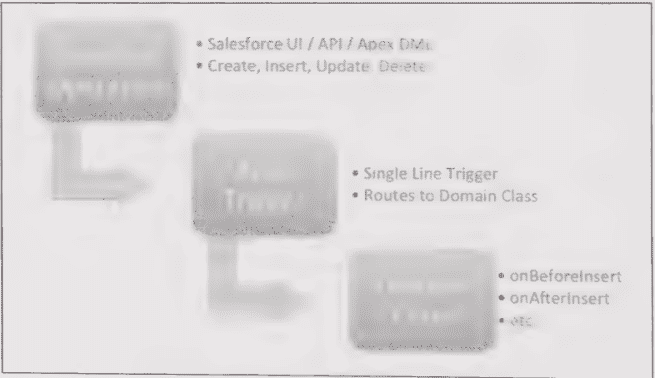 • Salesforce UI / API / Apex DML
• Create, Insert, Update, Delete
Trigger
• Single Line Trigger
• Routes to Domain Class
• onBeforeInsert
• onAfterInsert
• etc